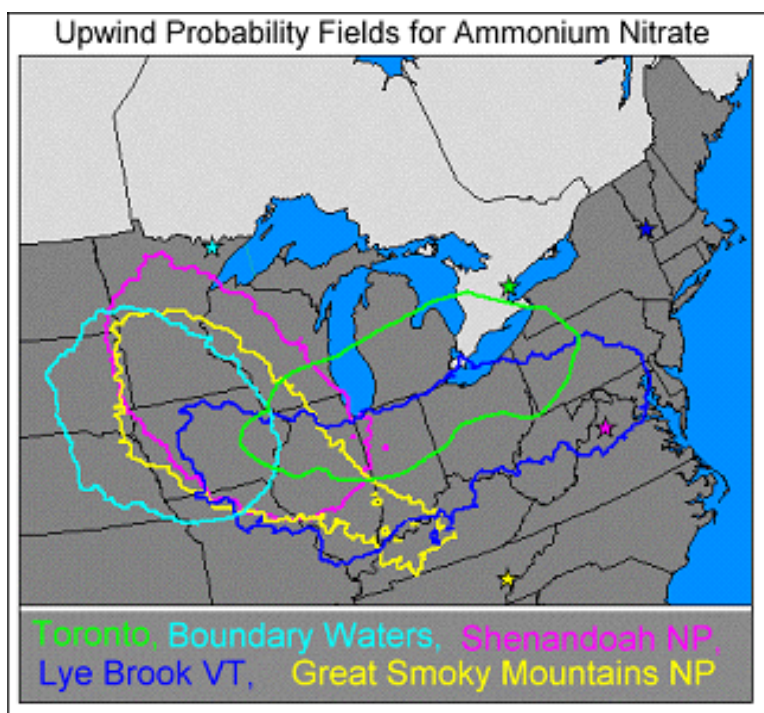 Upwind Probability Fields for Ammonium Nitrate
Toronto, Boundary Waters, Shenandoah NP,
Lye Brook VT, Great Smoky Mountains NP